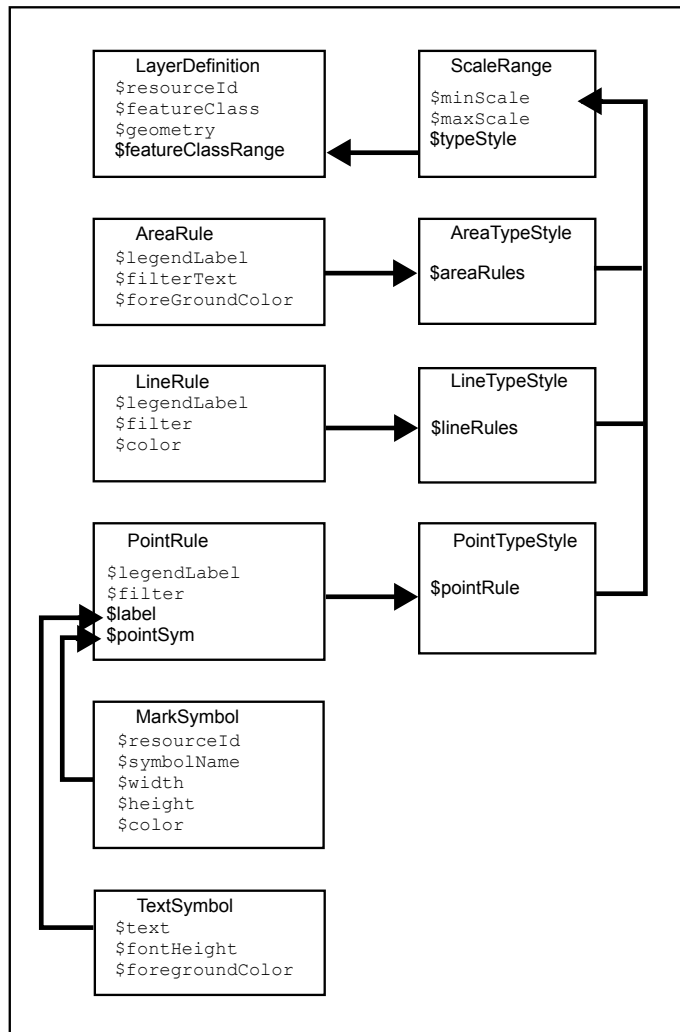 LayerDefinition
$resourceId
$featureClass
$geometry
$featureClassRange
ScaleRange
$minScale
$maxScale
$typeStyle
AreaRule
$legendLabel
$filterText
$foreGroundColor
AreaTypeStyle
$areaRules
LineRule
$legendLabel
$filter
$color
LineTypeStyle
$lineRules
PointRule
$legendLabel
$filter
$label
$pointSym
PointTypeStyle
$pointRule
MarkSymbol
$resourceId
$symbolName
$width
$height
$color
TextSymbol
$text
$fontHeight
$foregroundColor